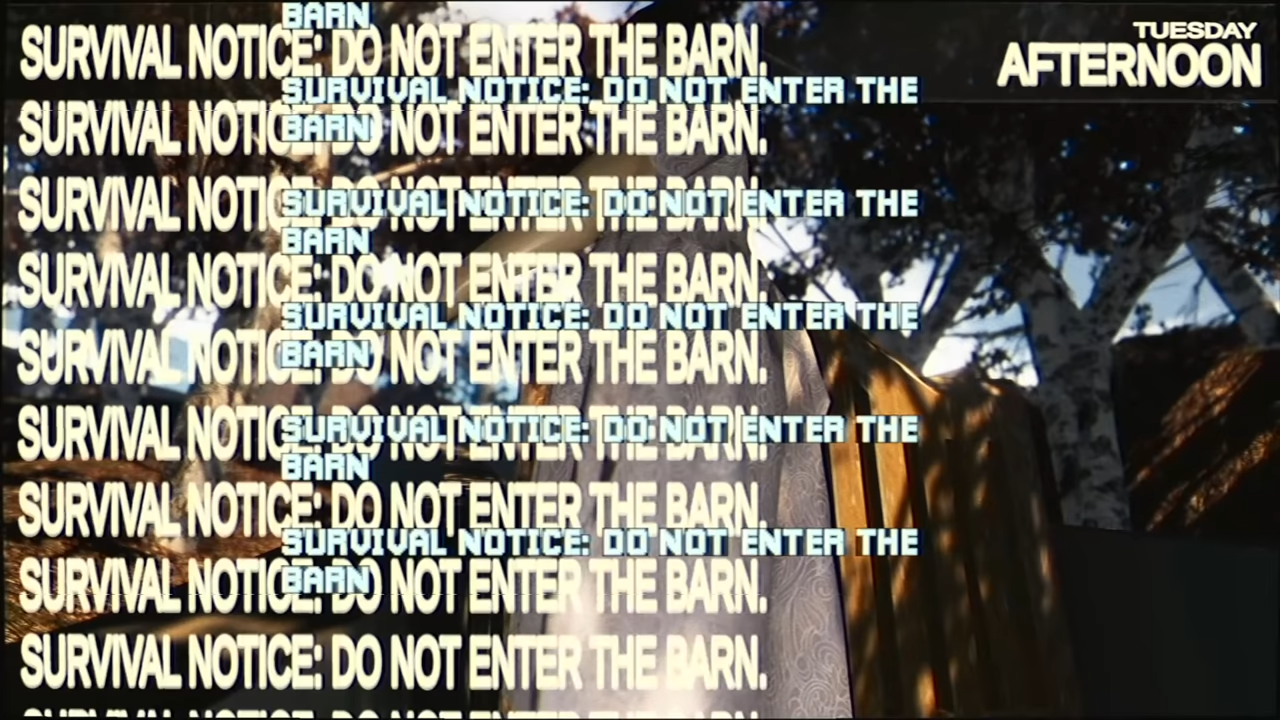 SURVIVAL NOTICE: DO NOT ENTER THE BARN.
SURVIVAL NOTICE: DO NOT ENTER THE BARN.
SURVIVAL NOTICE: DO NOT ENTER THE BARN.
SURVIVAL NOTICE: DO NOT ENTER THE BARN.
SURVIVAL NOTICE: DO NOT ENTER THE BARN.
SURVIVAL NOTICE: DO NOT ENTER THE BARN.
SURVIVAL NOTICE: DO NOT ENTER THE BARN.
SURVIVAL NOTICE: DO NOT ENTER THE BARN.
SURVIVAL NOTICE: DO NOT ENTER THE BARN.
BARN
SURVIVAL NOTICE: DO NOT ENTER THE
BARN
SURVIVAL NOTICE: DO NOT ENTER THE
BARN
SURVIVAL NOTICE: DO NOT ENTER THE
BARN
SURVIVAL NOTICE: DO NOT ENTER THE
BARN
SURVIVAL NOTICE: DO NOT ENTER THE
BARN
TUESDAY
AFTERNOON